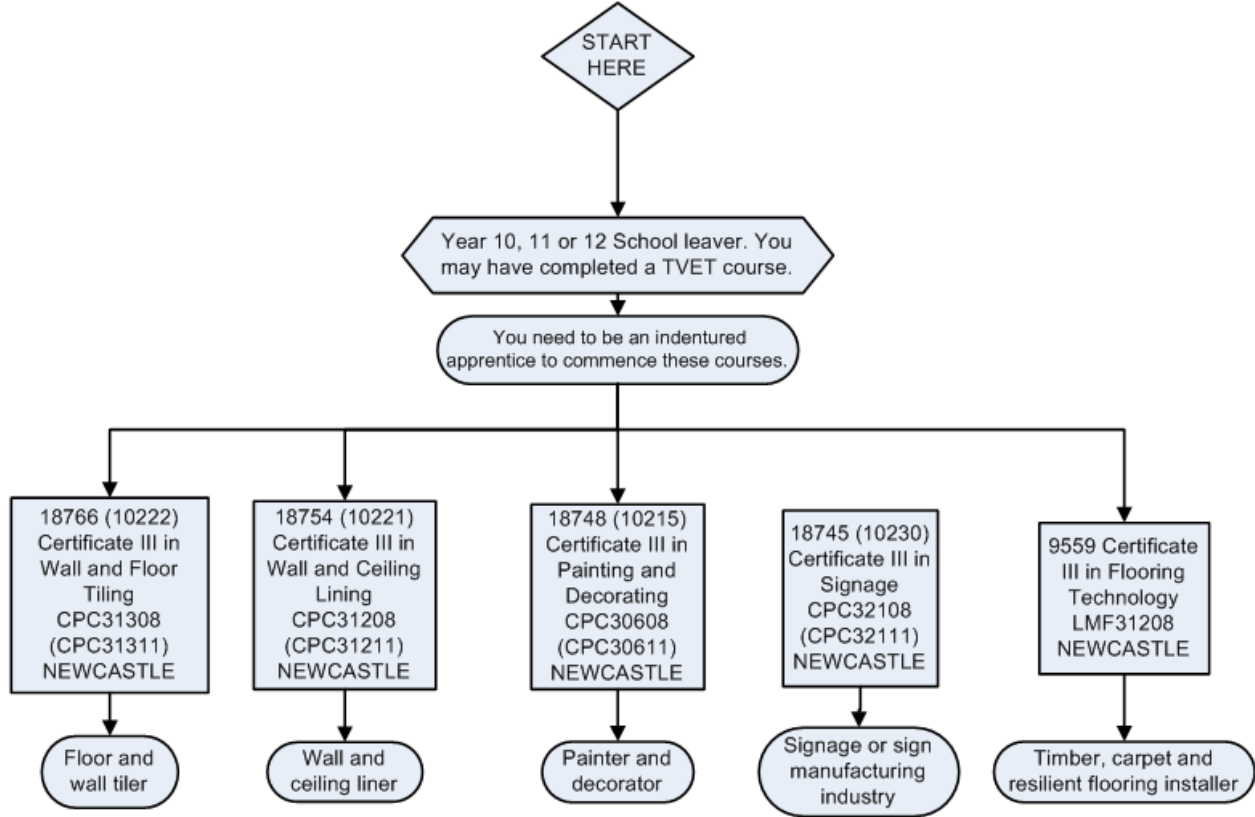 START
HERE
Year 10, 11 or 12 School leaver. You
may have completed a TVET course.
You need to be an indentured
apprentice to commence these courses.
18766 (10222)
Certificate III in
Wall and Floor
Tiling
CPC31308
(CPC31311)
NEWCASTLE
18754 (10221)
Certificate III in
Wall and Ceiling
Lining
CPC31208
(CPC31211)
NEWCASTLE
18748 (10215)
Certificate III in
Painting and
Decorating
CPC30608
(CPC30611)
NEWCASTLE
18745 (10230)
Certificate III in
Signage
CPC32108
(CPC32111)
NEWCASTLE
9559 Certificate
III in Flooring
Technology
LMF31208
NEWCASTLE
Floor and
wall tiler
Wall and
ceiling liner
Painter and
decorator
Signage or sign
manufacturing
industry
Timber, carpet and
resilient flooring installer